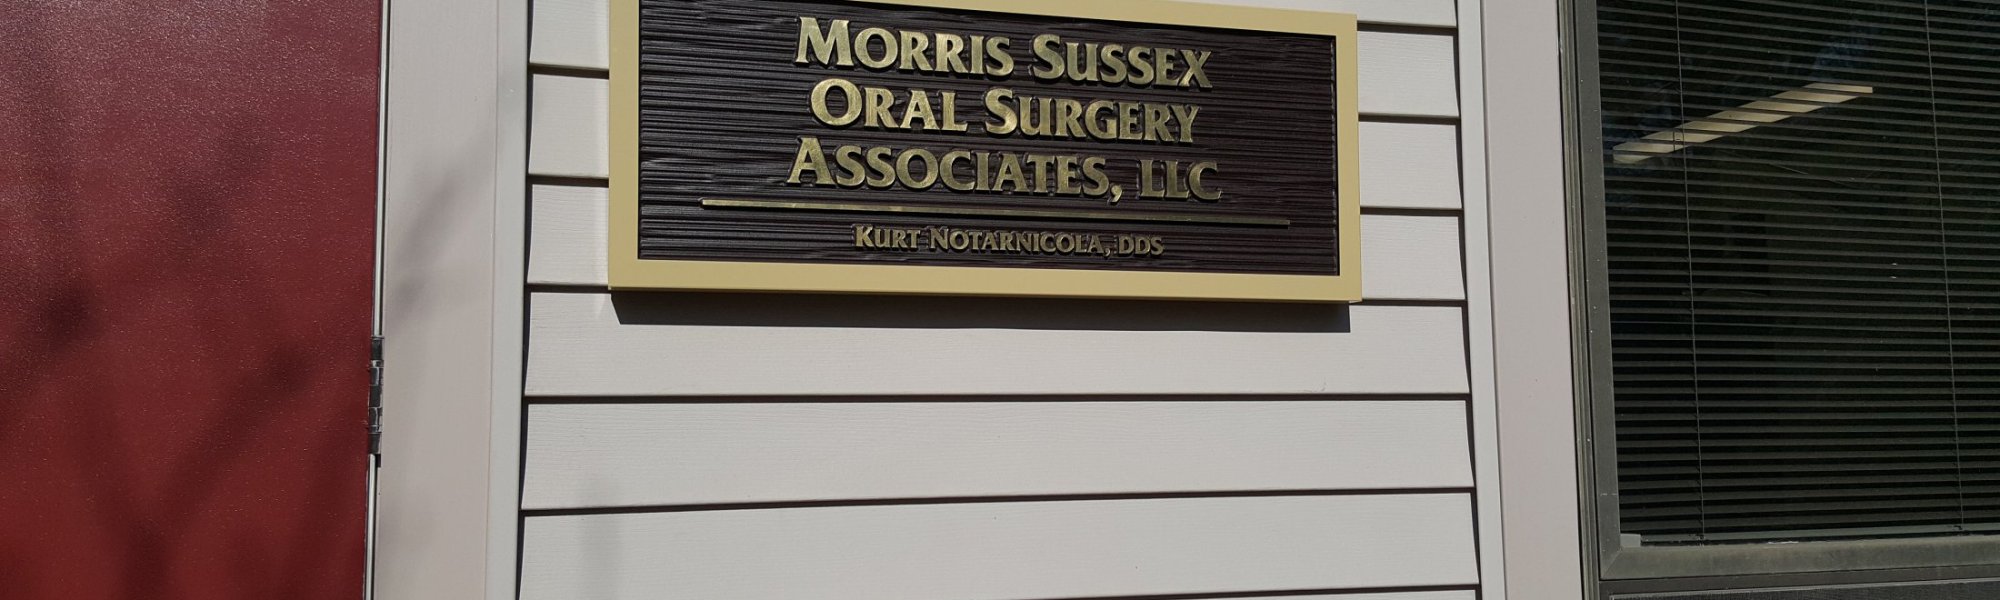 MORRIS SUSSEX
ORAL SURGERY
ASSOCIATES, LLC
KURT NOTARNICOLA, DDS